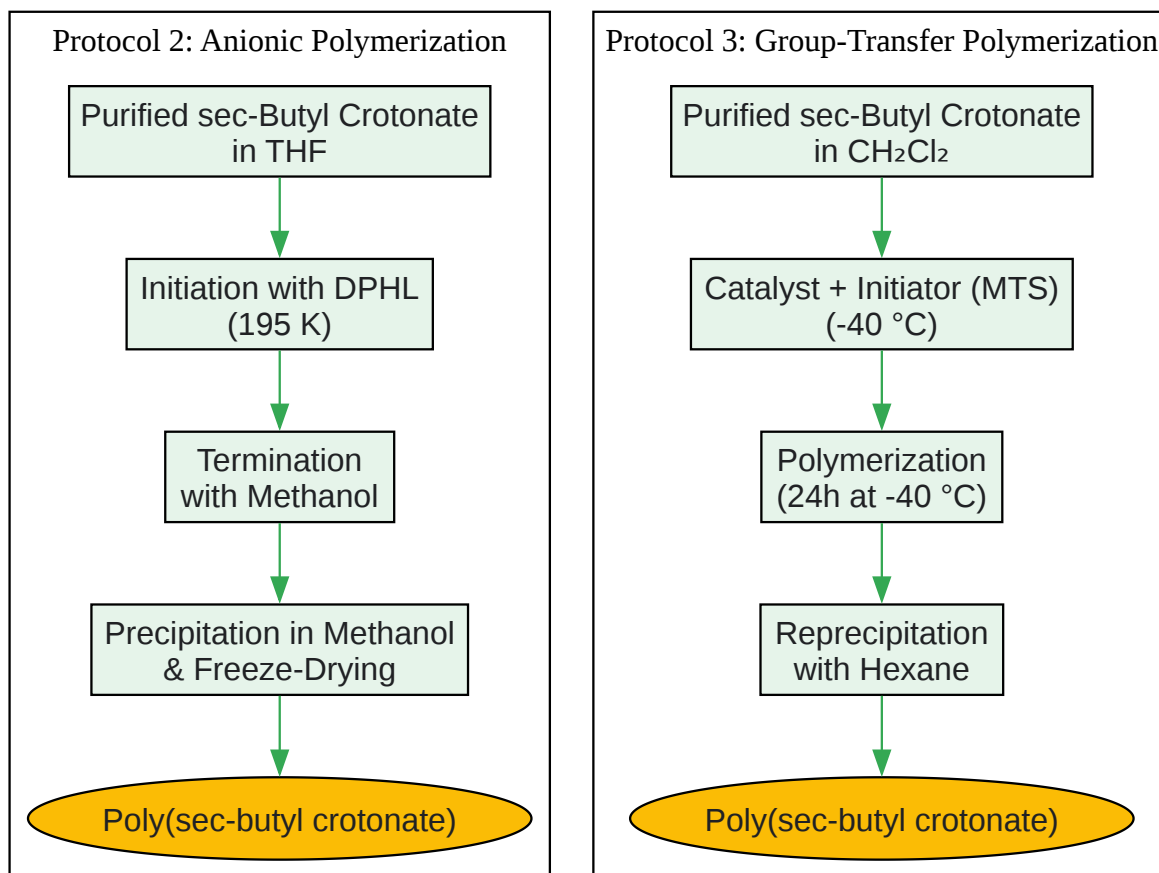 Protocol 2: Anionic Polymerization
Purified sec-Butyl Crotonate
in THF
Initiation with DPHL
(195 K)
Termination
with Methanol
Precipitation in Methanol
& Freeze-Drying
Poly(sec-butyl crotonate)
Protocol 3: Group-Transfer Polymerization
Purified sec-Butyl Crotonate
in CH₂Cl₂
Catalyst + Initiator (MTS)
(-40 °C)
Polymerization
(24h at -40 °C)
Reprecipitation
with Hexane
Poly(sec-butyl crotonate)